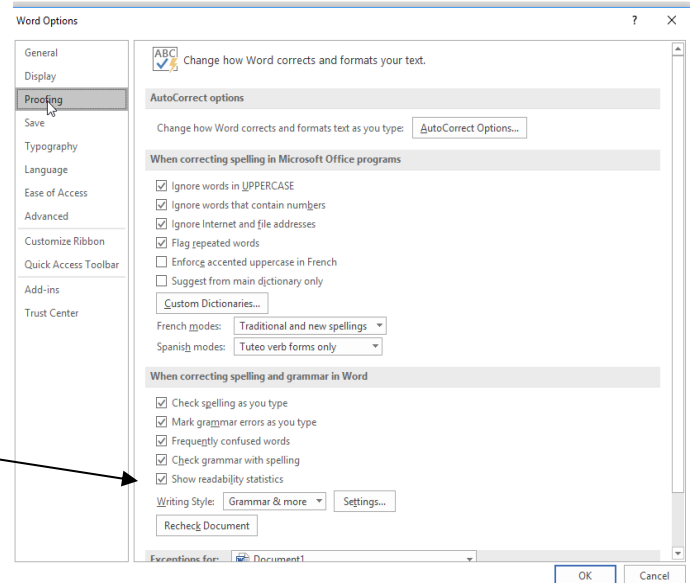 Word Options
?
General
Display
Proofing
Save
Typography
Language
Ease of Access
Advanced
Customize Ribbon
Quick Access Toolbar
Add-ins
Trust Center
ABC
Change how Word corrects and formats your text.
AutoCorrect options
Change how Word corrects and formats text as you type: AutoCorrect Options...
When correcting spelling in Microsoft Office programs
Ignore words in UPPERCASE
Ignore words that contain numbers
Ignore Internet and file addresses
Flag repeated words
Enforce accented uppercase in French
Suggest from main dictionary only
Custom Dictionaries...
French modes: Traditional and new spellings
Spanish modes: Tuteo verb forms only
When correcting spelling and grammar in Word
Check spelling as you type
Mark grammar errors as you type
Frequently confused words
Check grammar with spelling
Show readability statistics
Writing Style: Grammar & more Settings...
Recheck Document
Exceptions for: Document1
OK Cancel